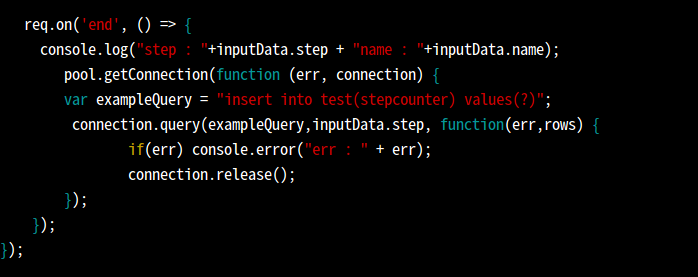 req.on('end', () => {
console.log("step : "+inputData.step + "name : "+inputData.name);
pool.getConnection(function (err, connection) {
var exampleQuery = "insert into test(stepcounter) values(?)";
connection.query(exampleQuery,inputData.step, function(err,rows) {
if(err) console.error("err : " + err);
connection.release();
});
});
});